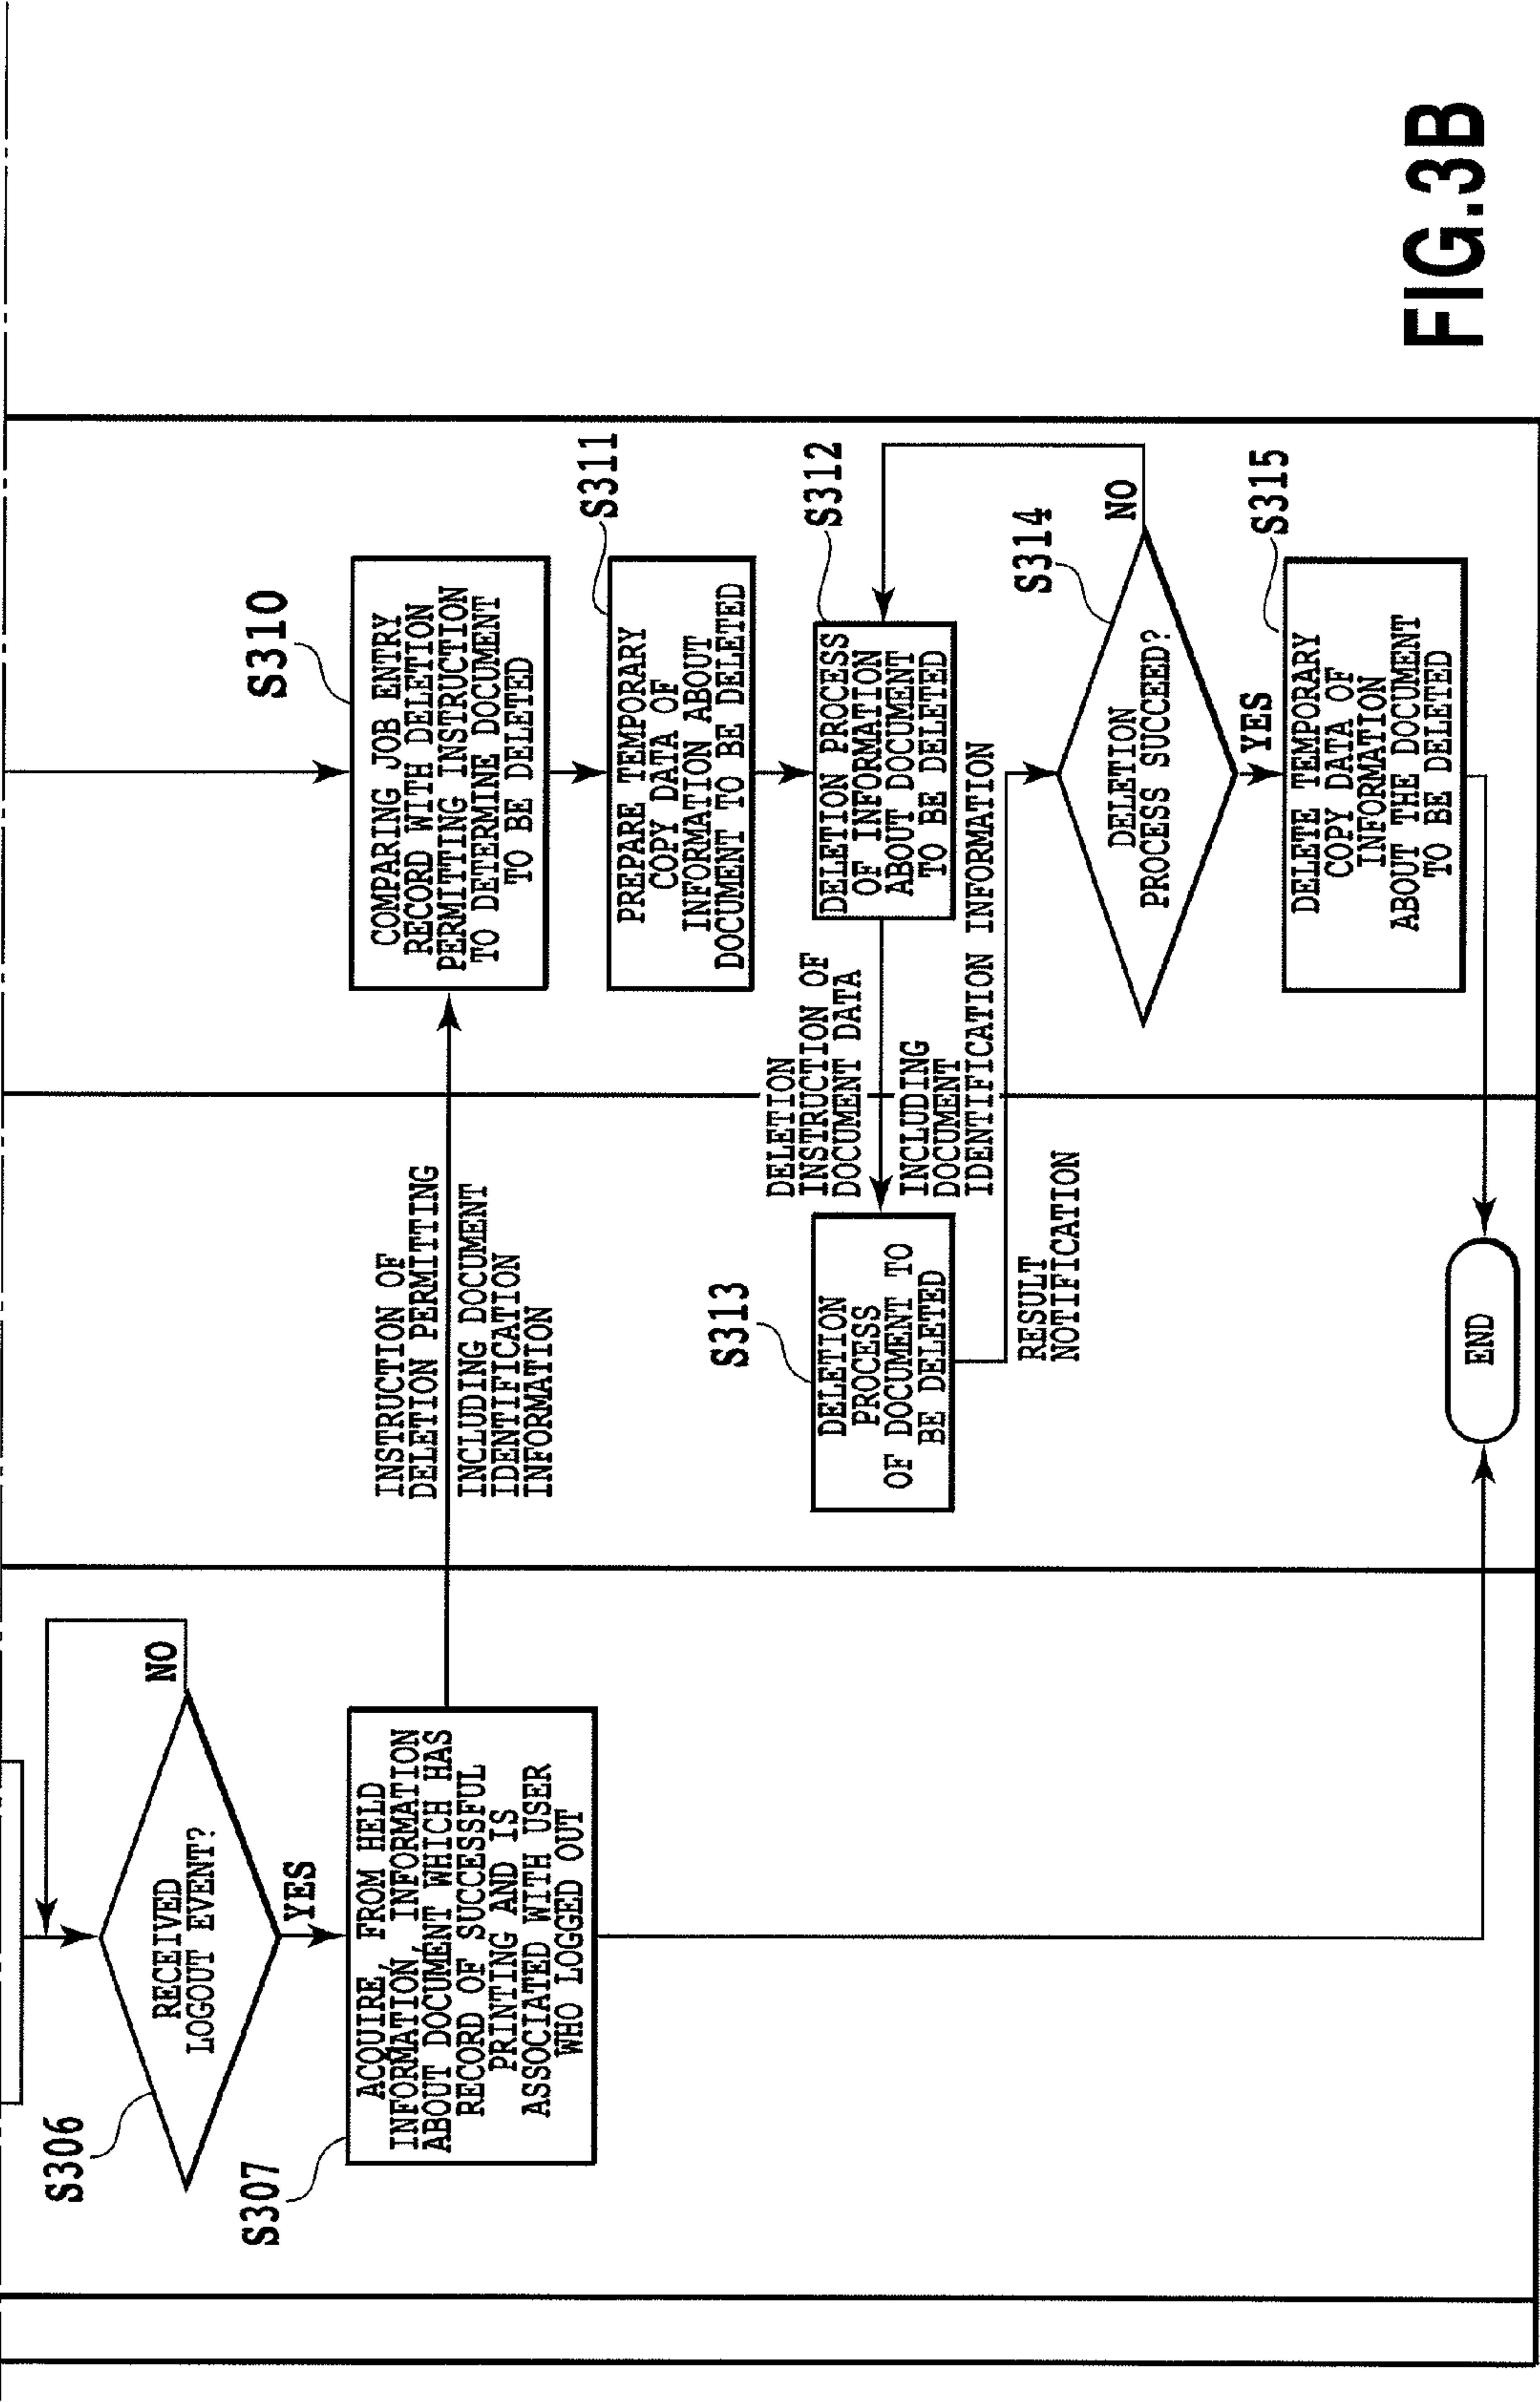 S306
RECEIVED
LOGOUT EVENT?
NO
YES
S307
ACQUIRE, FROM HELD
INFORMATION, INFORMATION
ABOUT DOCUMENT WHICH HAS
RECORD OF SUCCESSFUL
PRINTING AND IS
ASSOCIATED WITH USER
WHO LOGGED OUT
INSTRUCTION OF
DELETION PERMITTING
INCLUDING DOCUMENT
IDENTIFICATION
INFORMATION
S310
COMPARING JOB ENTRY
RECORD WITH DELETION
PERMITTING INSTRUCTION
TO DETERMINE DOCUMENT
TO BE DELETED
S311
PREPARE TEMPORARY
COPY DATA OF
INFORMATION ABOUT
DOCUMENT TO BE DELETED
S312
DELETION PROCESS
OF INFORMATION
ABOUT DOCUMENT
TO BE DELETED
DELETION
INSTRUCTION OF
DOCUMENT DATA
INCLUDING
DOCUMENT
IDENTIFICATION INFORMATION
S313
DELETION
PROCESS
OF DOCUMENT TO
BE DELETED
RESULT
NOTIFICATION
S314
DELETION
PROCESS SUCCEED?
NO
YES
S315
DELETE TEMPORARY
COPY DATA OF
INFORMATION
ABOUT THE DOCUMENT
TO BE DELETED
END
FIG.3B